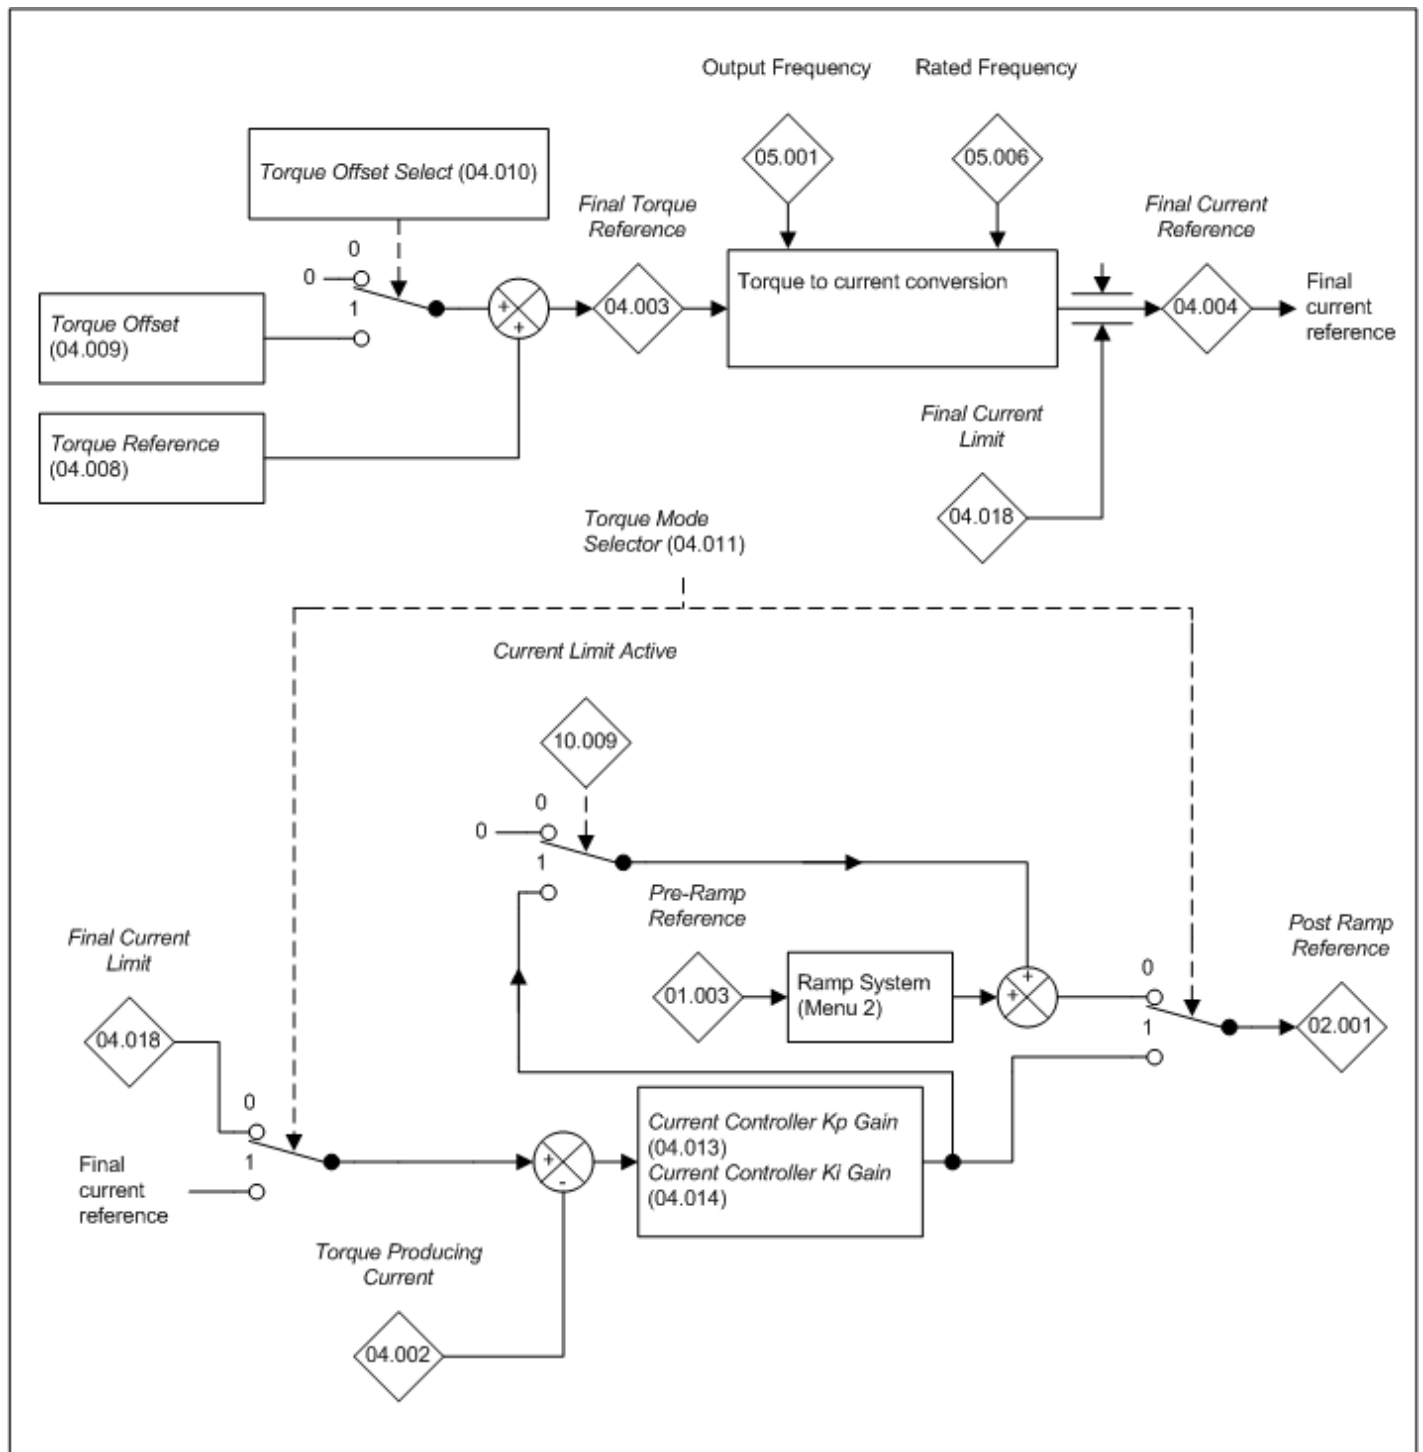 Output Frequency
Rated Frequency
05.001
05.006
Torque Offset Select (04.010)
Final Torque
Reference
Final Current
Reference
0
0
1
Torque Offset
(04.009)
+
+
04.003
Torque to current conversion
04.004
Final
current
reference
Torque Reference
(04.008)
Final Current
Limit
04.018
Torque Mode
Selector (04.011)
Current Limit Active
10.009
0
0
1
Pre-Ramp
Reference
01.003
Ramp System
(Menu 2)
+
+
0
1
Post Ramp
Reference
02.001
Final Current
Limit
04.018
0
1
Final
current
reference
+
-
Current Controller Kp Gain
(04.013)
Current Controller Ki Gain
(04.014)
Torque Producing
Current
04.002